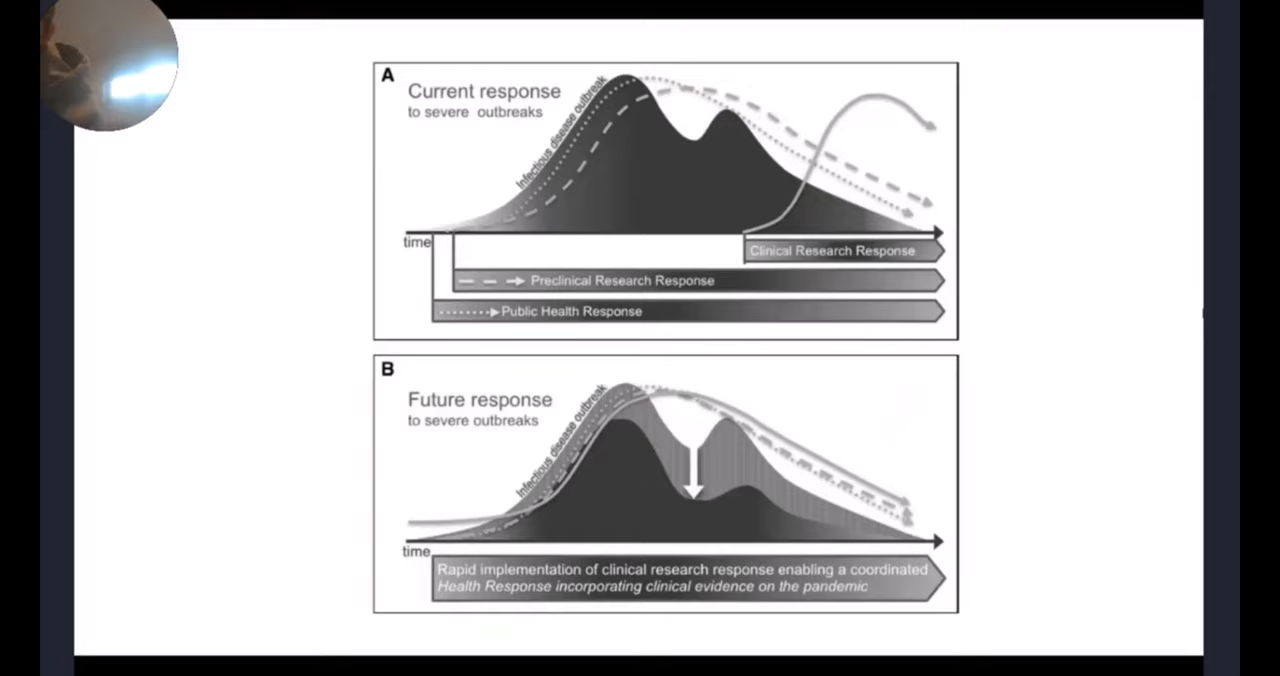 A
Current response
to severe outbreaks
Infectious disease outbreak
time
Clinical Research Response
Preclinical Research Response
Public Health Response
B
Future response
to severe outbreaks
Infectious disease outbreak
time
Rapid implementation of clinical research response enabling a coordinated
Health Response incorporating clinical evidence on the pandemic